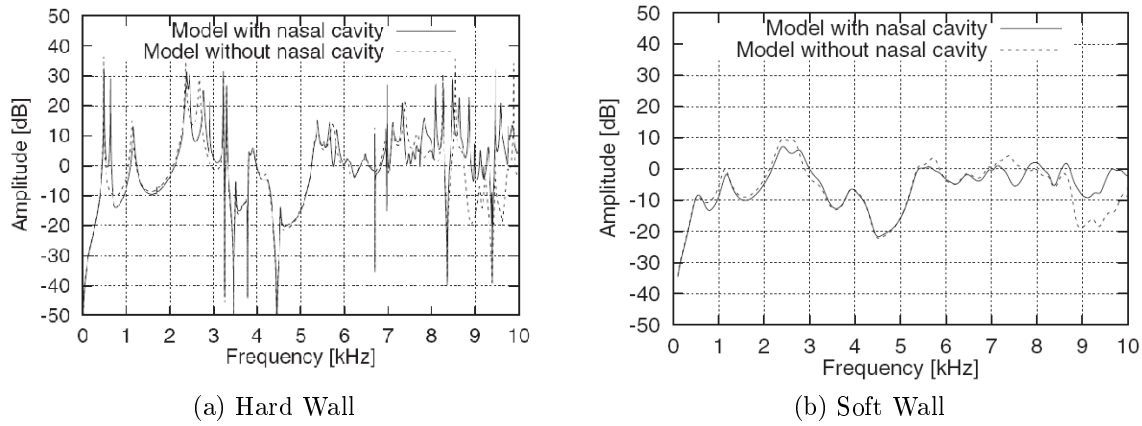 50
40
30
20
10
0
-10
-20
-30
-40
-50
Amplitude [dB]
Model with nasal cavity
Model without nasal cavity
0 1 2 3 4 5 6 7 8 9 10
Frequency [kHz]
(a) Hard Wall
50
40
30
20
10
0
-10
-20
-30
-40
-50
Amplitude [dB]
Model with nasal cavity
Model without nasal cavity
0 1 2 3 4 5 6 7 8 9 10
Frequency [kHz]
(b) Soft Wall